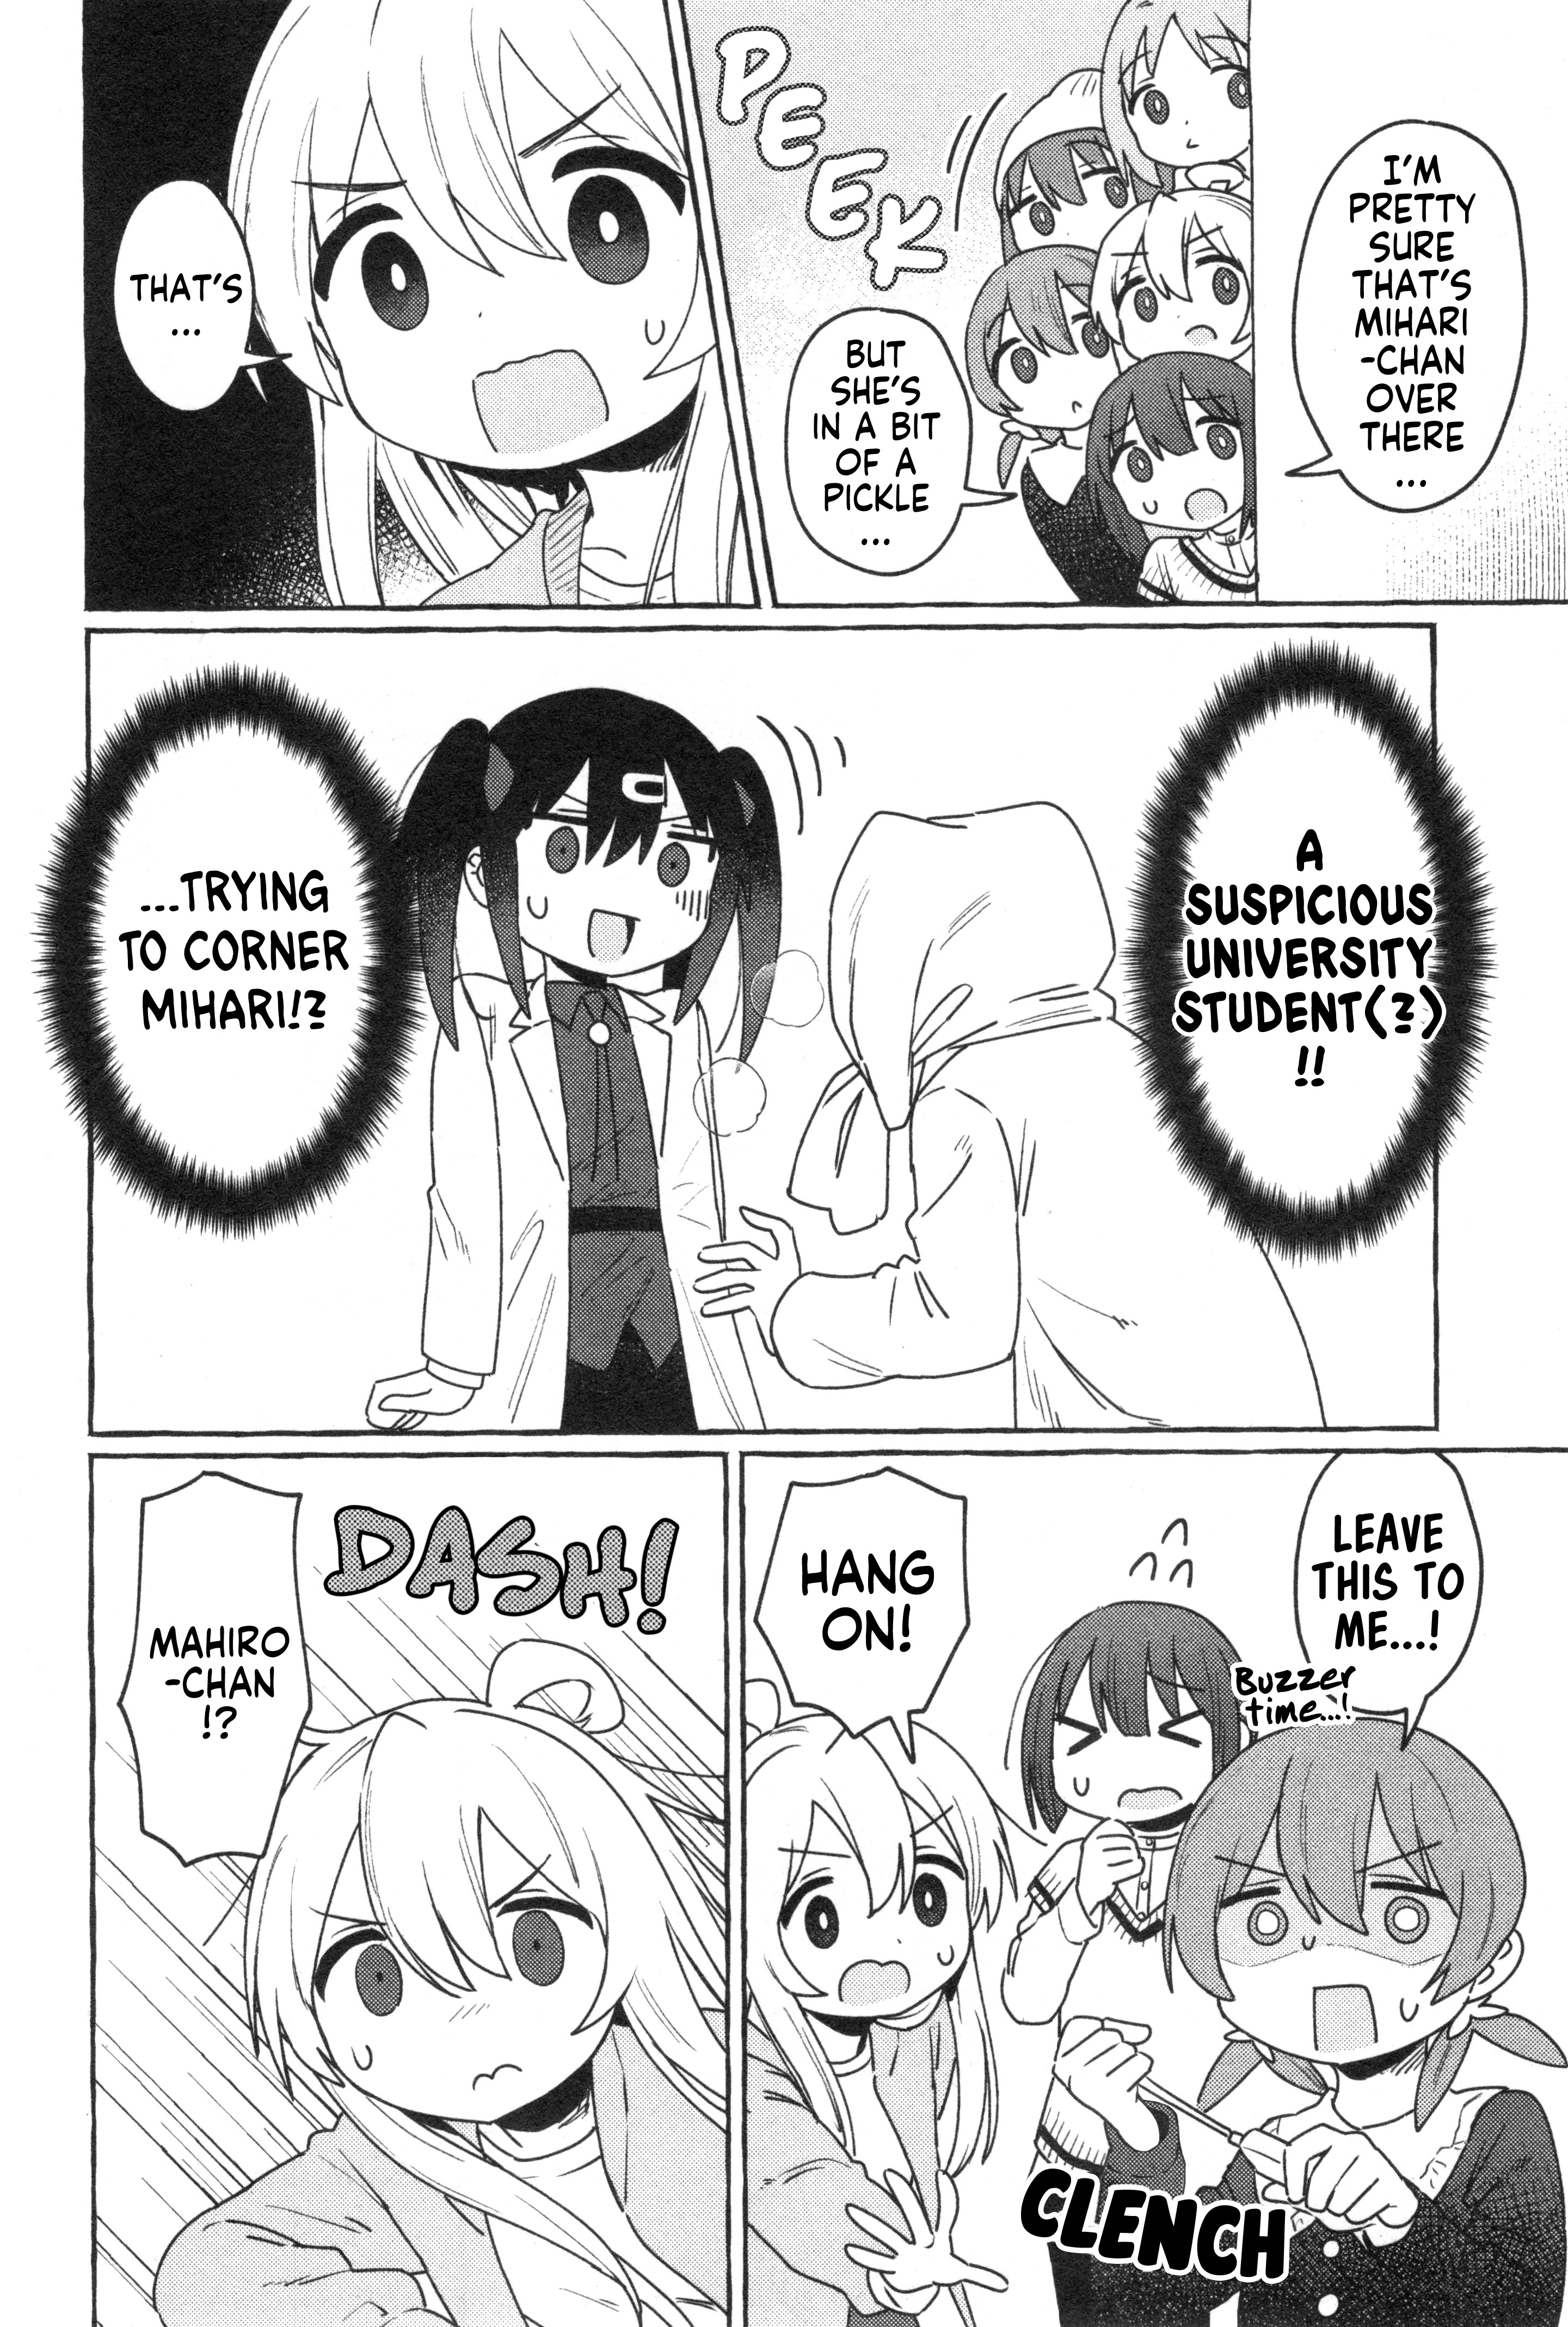 I'M
PRETTY
SURE
THAT'S
MIHARI
-CHAN
OVER
THERE
...
PEEK
BUT
SHE'S
IN A BIT
OF A
PICKLE
...
THAT'S
...
A
SUSPICIOUS
UNIVERSITY
STUDENT(?)
!!
...TRYING
TO CORNER
MIHARI!?
LEAVE
THIS TO
ME...!
Buzzer
time...!
CLENCH
HANG
ON!
DASH!
MAHIRO
-CHAN
!?